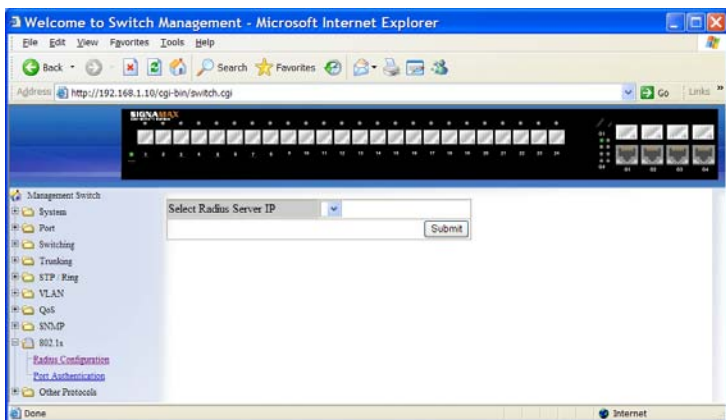 Welcome to Switch Management - Microsoft Internet Explorer
File Edit View Favorites Tools Help
Back Search Favorites
Address http://192.168.1.10/cgi-bin/switch.cgi Go Links »
SIGNAMAX
Management Switch
System
Port
Switching
Trunking
STP / Ring
VLAN
QoS
SNMP
802.1x
Radius Configuration
Port Authentication
Other Protocols
Select Radius Server IP
Submit
Done Internet